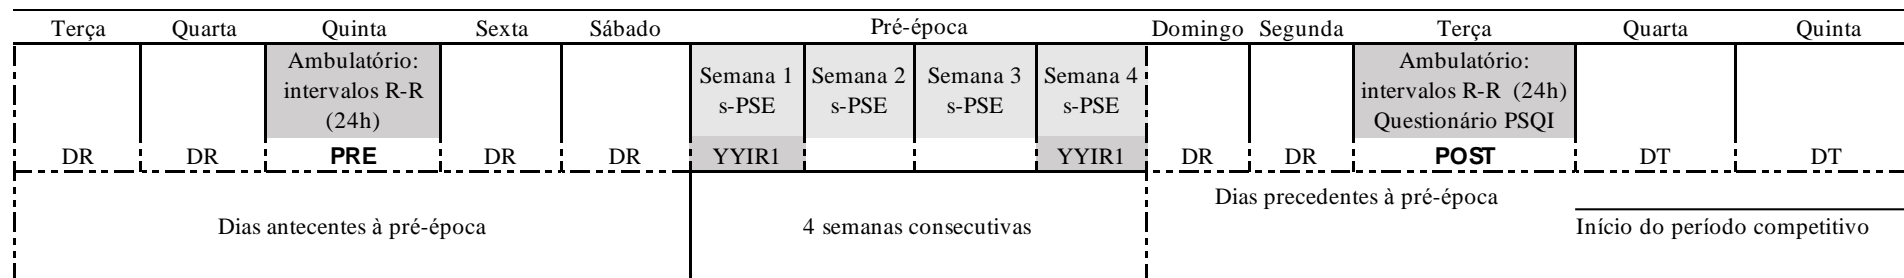 Terça Quarta Quinta Sexta Sábado Pré-época Domingo Segunda Terça Quarta Quinta
Ambulatório:
intervalos R-R
(24h)
Semana 1
s-PSE
Semana 2
s-PSE
Semana 3
s-PSE
Semana 4
s-PSE
Ambulatório:
intervalos R-R (24h)
Questionário PSQI
DR DR PRE DR DR YYIR1 YYIR1 DR DR POST DT DT
Dias antecentes à pré-época
4 semanas consecutivas
Dias precedentes à pré-época
Início do período competitivo